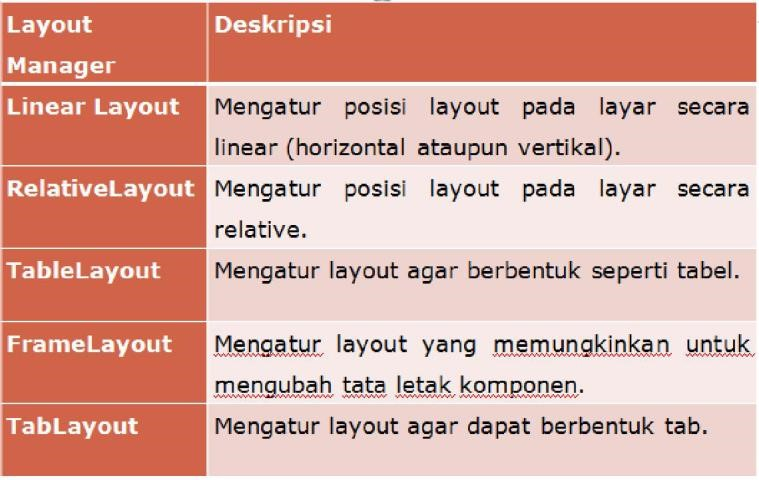 Layout Manager
Deskripsi
Linear Layout
Mengatur posisi layout pada layar secara
linear (horizontal ataupun vertikal).
RelativeLayout
Mengatur posisi layout pada layar secara
relative.
TableLayout
Mengatur layout agar berbentuk seperti tabel.
FrameLayout
Mengatur layout yang memungkinkan untuk
mengubah tata letak komponen.
TabLayout
Mengatur layout agar dapat berbentuk tab.